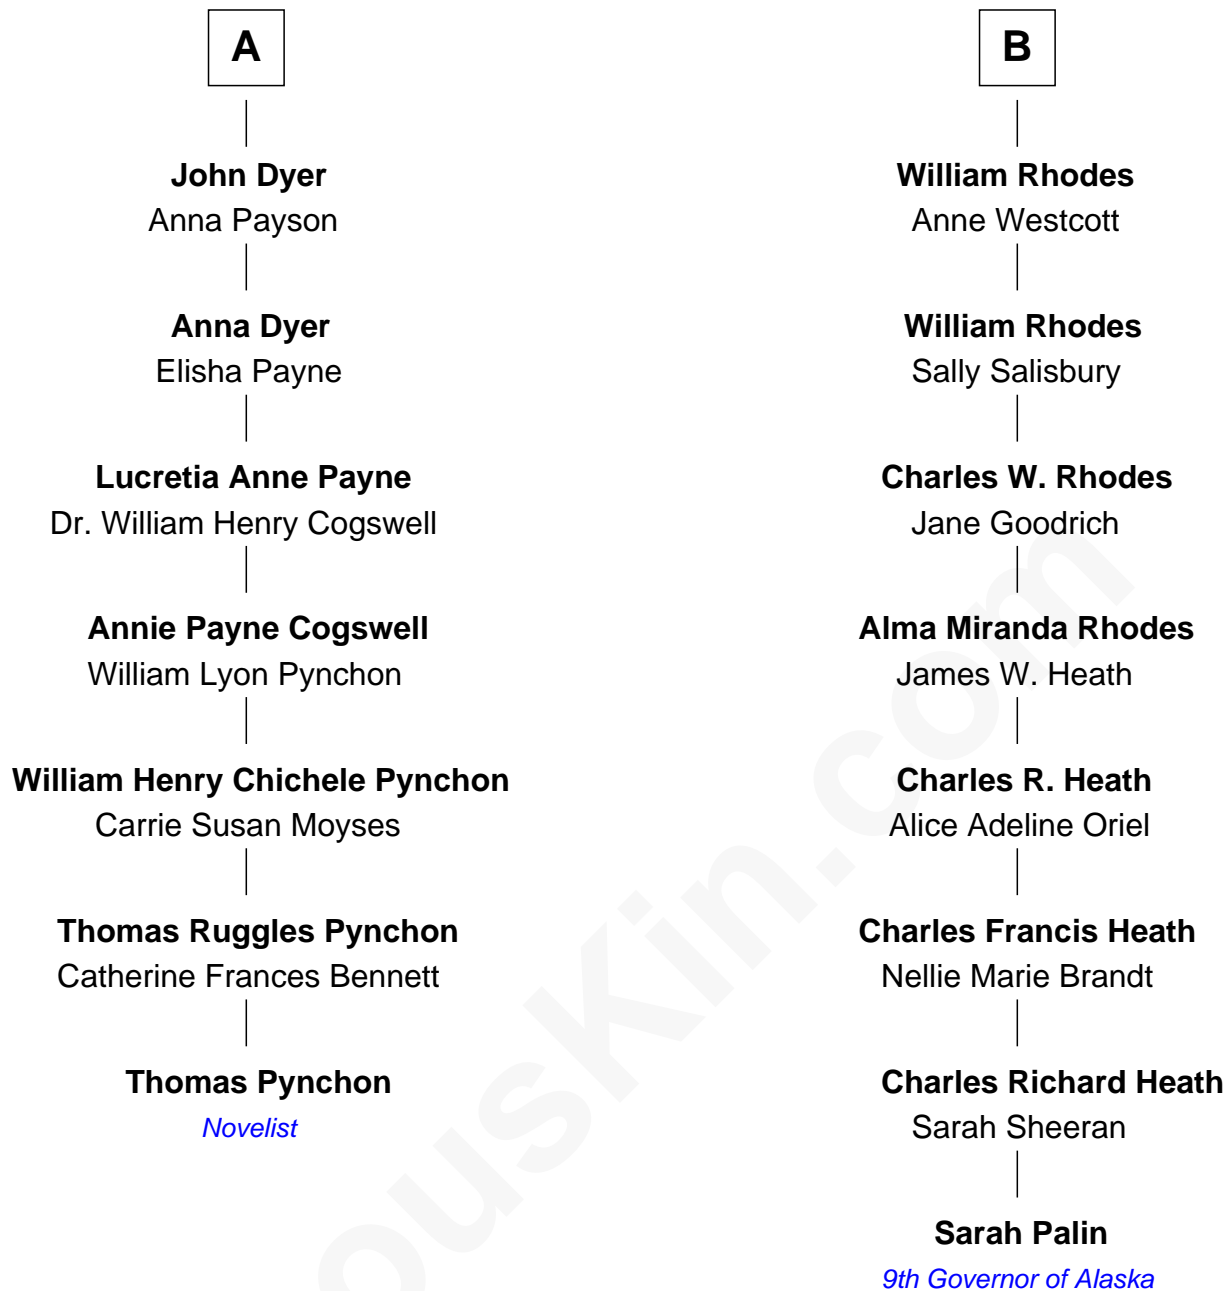 A
John Dyer
Anna Payson
Anna Dyer
Elisha Payne
Lucretia Anne Payne
Dr. William Henry Cogswell
Annie Payne Cogswell
William Lyon Pynchon
William Henry Chichele Pynchon
Carrie Susan Moyses
Thomas Ruggles Pynchon
Catherine Frances Bennett
Thomas Pynchon
Novelist
B
William Rhodes
Anne Westcott
William Rhodes
Sally Salisbury
Charles W. Rhodes
Jane Goodrich
Alma Miranda Rhodes
James W. Heath
Charles R. Heath
Alice Adeline Oriel
Charles Francis Heath
Nellie Marie Brandt
Charles Richard Heath
Sarah Sheeran
Sarah Palin
9th Governor of Alaska
ousKin.com